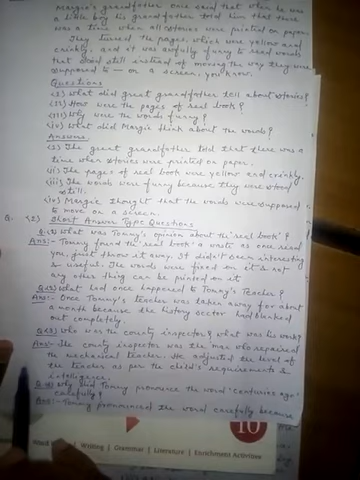 Margie's grandfather once said that when he was
a little boy his grandfather told him that there
was a time when all stories were printed on paper.
They turned the pages, which were yellow and
crinkly, and it was awfully funny to read words
that stood still instead of moving the way they were
supposed to — on a screen, you know.
Questions
(i) What did great grandfather tell about stories?
(ii) How were the pages of real book?
(iii) Why were the words funny?
(iv) What did Margie think about the words?
Answers
(i) The great grandfather told that there was a
time when stories were printed on paper.
(ii) The pages of real book were yellow and crinkly.
(iii) The words were funny because they were stood
still.
(iv) Margie thought that the words were supposed
to move on a screen.
Q. (2) Short Answer Type Questions
Q.(1) What was Tommy's opinion about the 'real book'?
Ans:- Tommy found the 'real book' a waste as once read
you, just throw it away. It didn't seem interesting
or useful. The words were fixed on it & not
any other thing can be printed on it
Q(2) What had once happened to Tommy's Teacher?
Ans:- Once Tommy's teacher was taken away for about
a month because the history sector had blanked
out completely.
Q(3) Who was the county inspector? What was his work?
Ans:- The county inspector was the man who repaired
the mechanical teacher. He adjusted the level of
the teacher as per the child's requirements &
intelligence.
Why did Tommy pronounce the word 'centuries ago'
carefully?
Ans:- Tommy pronounced the word carefully because
10
Writing | Grammar | Literature | Enrichment Activities